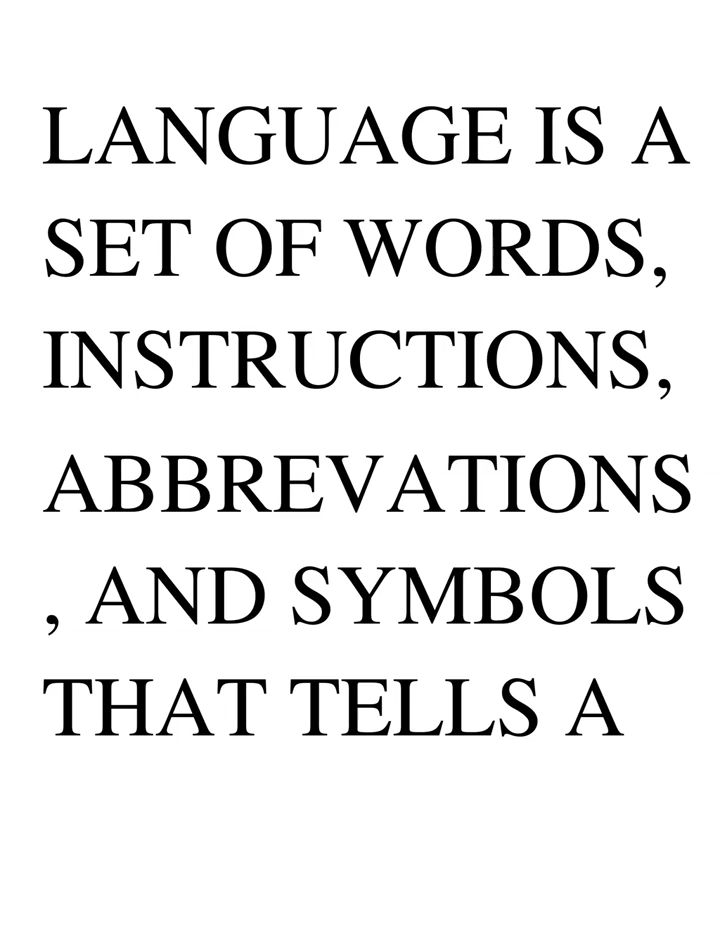 LANGUAGE IS A
SET OF WORDS,
INSTRUCTIONS,
ABBREVATIONS
, AND SYMBOLS
THAT TELLS A